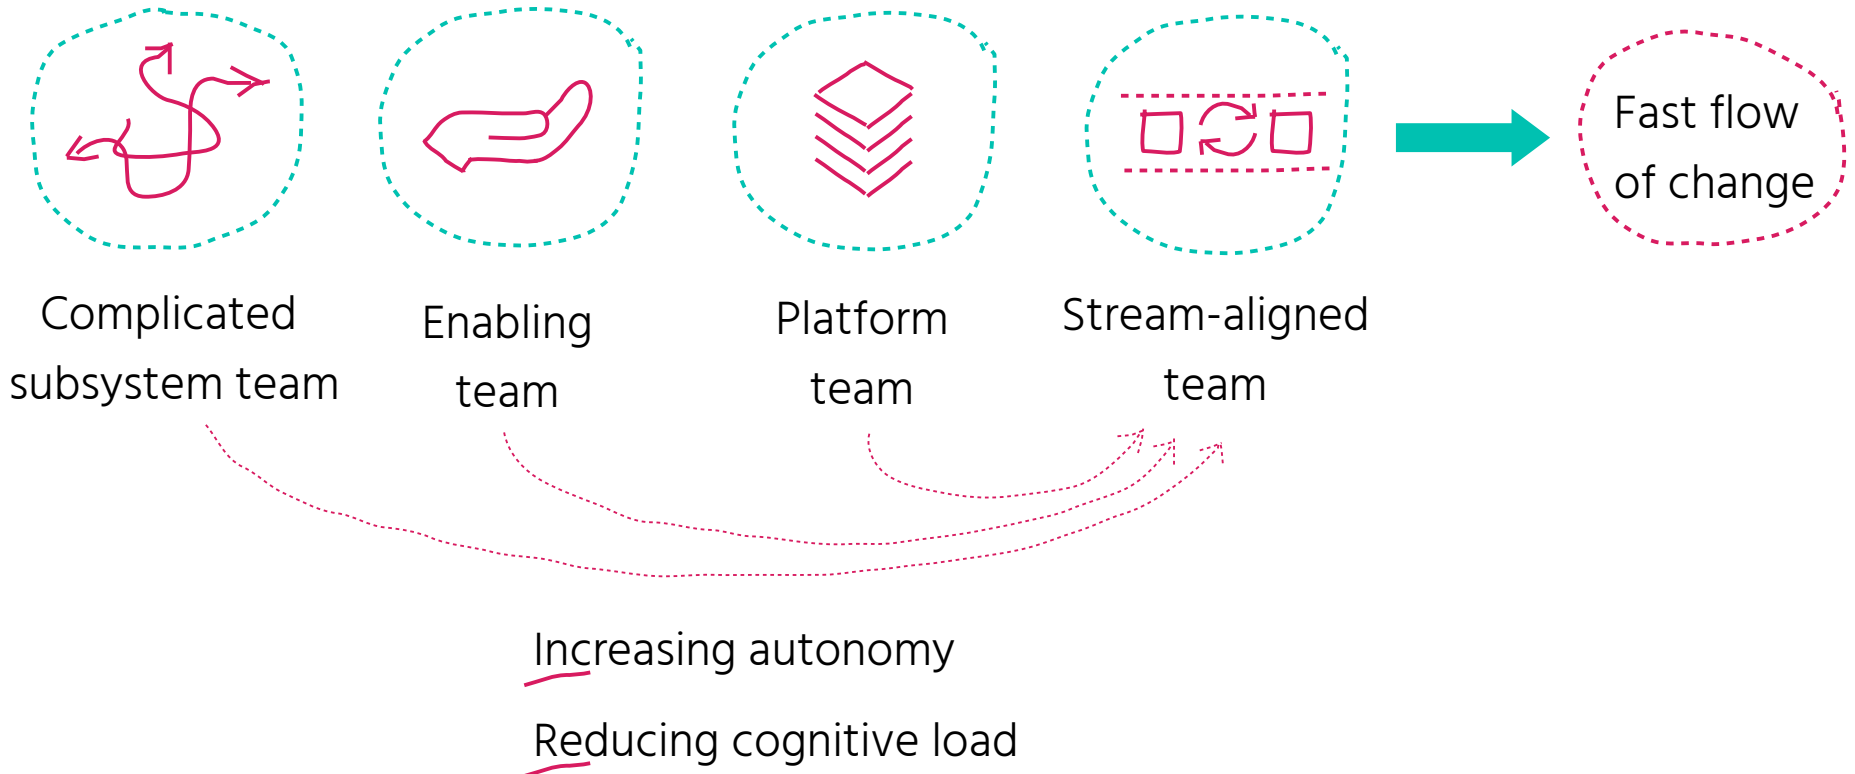 Fast flow
of change
Complicated
subsystem team
Enabling
team
Platform
team
Stream-aligned
team
Increasing autonomy
Reducing cognitive load